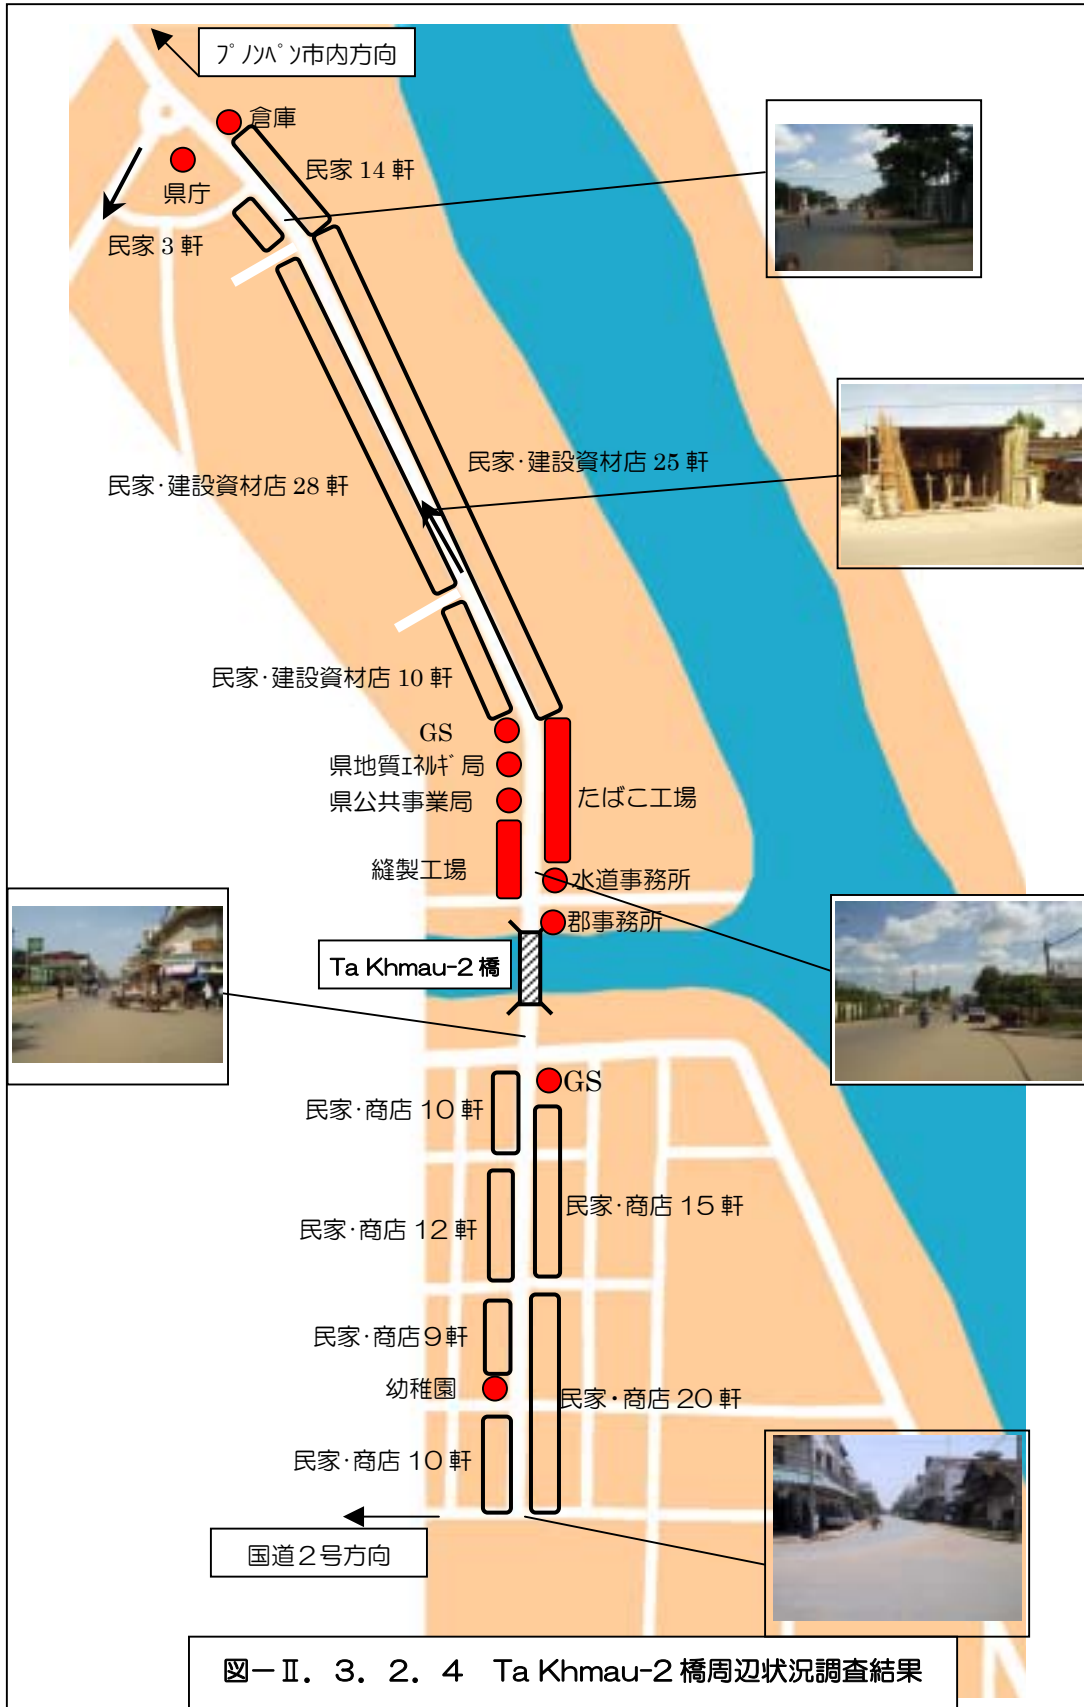 プノンペン市内方向
倉庫
民家 14 軒
県庁
民家 3 軒
民家·建設資材店 25 軒
民家·建設資材店 28 軒
民家·建設資材店 10 軒
GS
県地質エネルギ局
県公共事業局
たばこ工場
縫製工場
水道事務所
郡事務所
Ta Khmau-2 橋
GS
民家·商店 10 軒
民家·商店 15 軒
民家·商店 12 軒
民家·商店 9 軒
幼稚園
民家·商店 20 軒
民家·商店 10 軒
国道2号方向
図-Ⅱ. 3. 2. 4 Ta Khmau-2 橋周辺状況調査結果